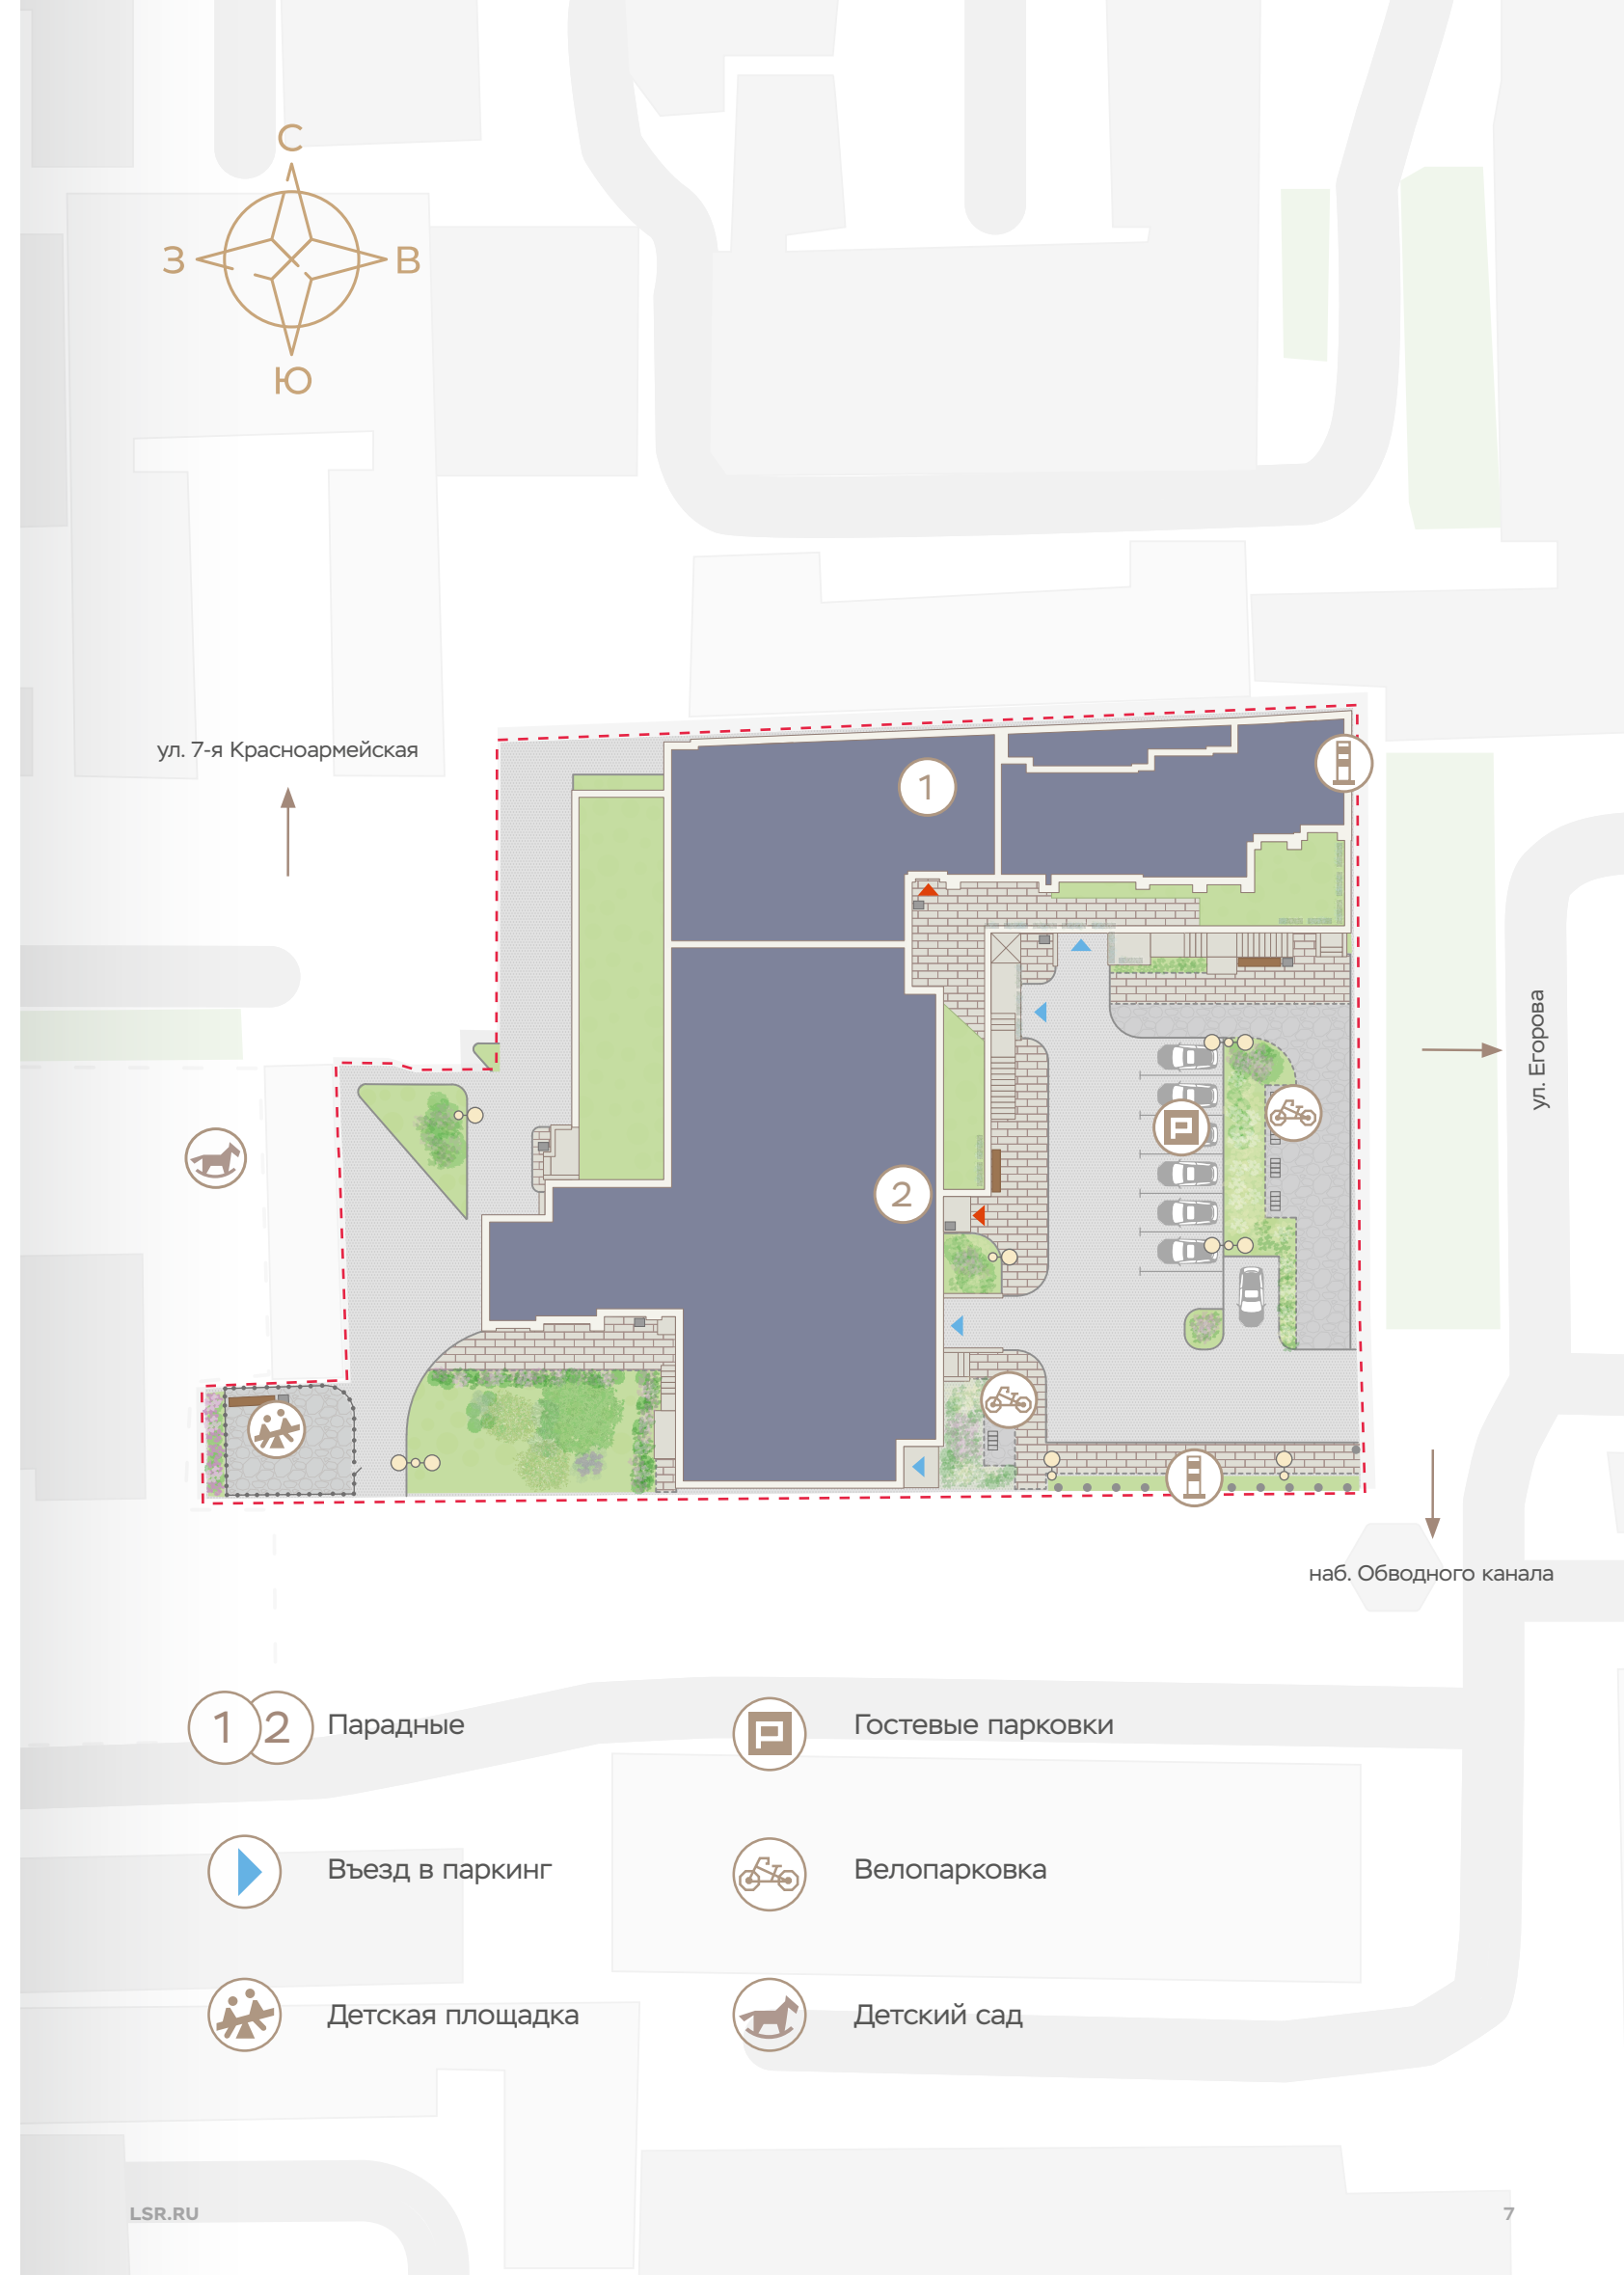 С
З
В
Ю
ул. 7-я Красноармейская
1
2
ул. Егорова
наб. Обводного канала
1 2 Парадные
Гостевые парковки
Въезд в паркинг
Велопарковка
Детская площадка
Детский сад
LSR.RU
7